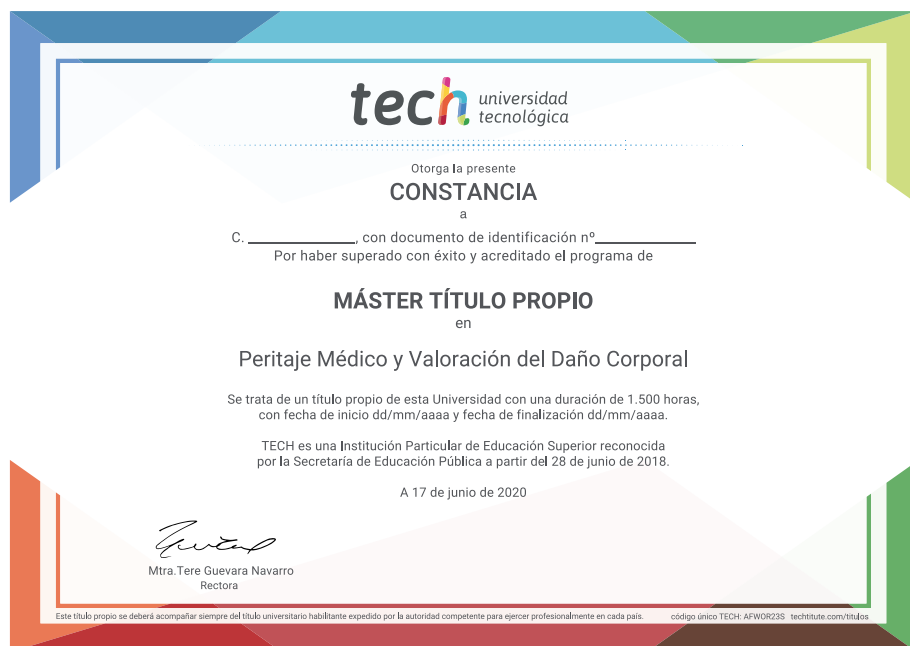 tech universidad
tecnológica
Otorga la presente
CONSTANCIA
a
C. ____________, con documento de identificación nº____________
Por haber superado con éxito y acreditado el programa de
MÁSTER TÍTULO PROPIO
en
Peritaje Médico y Valoración del Daño Corporal
Se trata de un título propio de esta Universidad con una duración de 1.500 horas,
con fecha de inicio dd/mm/aaaa y fecha de finalización dd/mm/aaaa.
TECH es una Institución Particular de Educación Superior reconocida
por la Secretaría de Educación Pública a partir del 28 de junio de 2018.
A 17 de junio de 2020
Mtra.Tere Guevara Navarro
Rectora
Este título propio se deberá acompañar siempre del título universitario habilitante expedido por la autoridad competente para ejercer profesionalmente en cada país. código único TECH: AFWOR23S techtitute.com/titulos